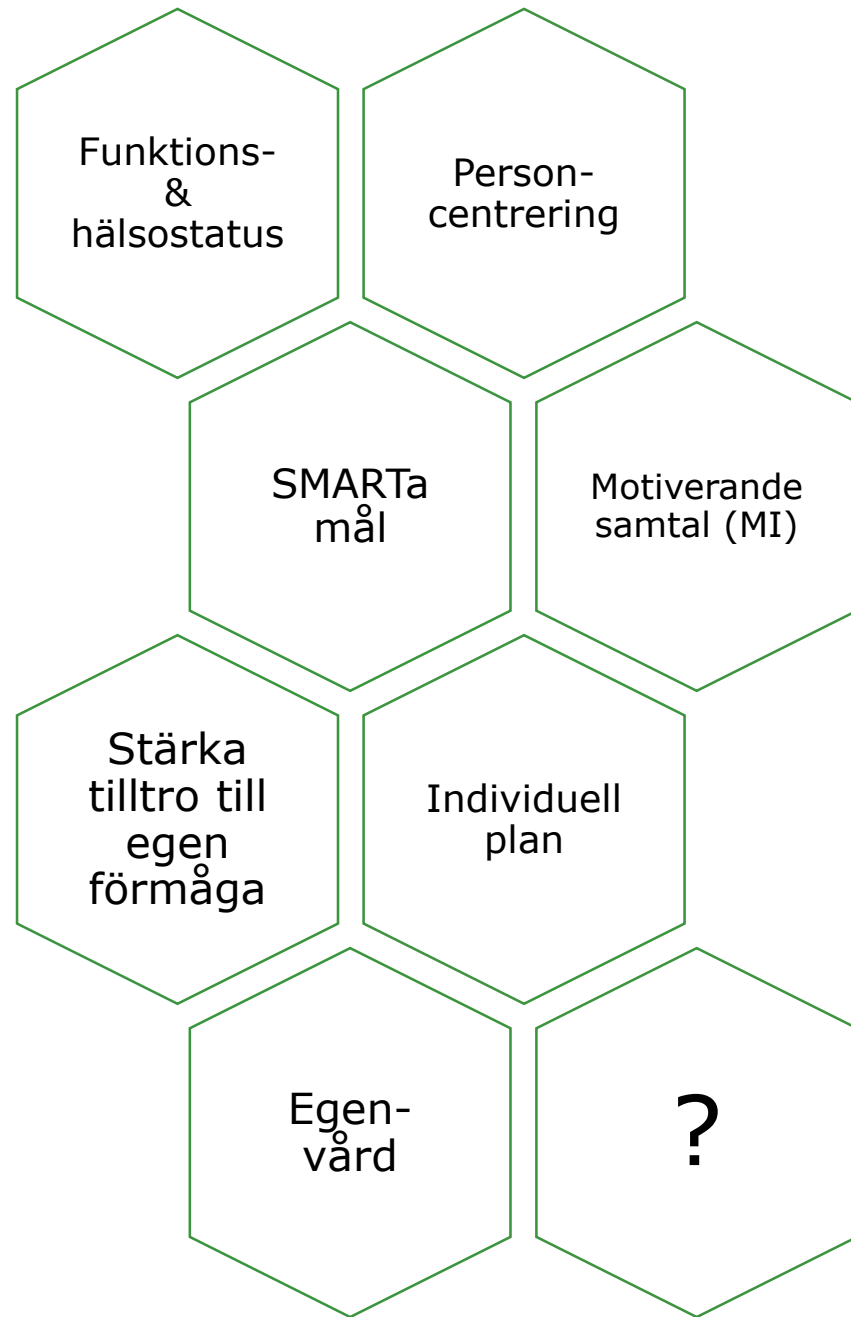 Funktions-
&
hälsostatus
Person-
centrering
SMARTa
mål
Motiverande
samtal (MI)
Stärka
tilltro till
egen
förmåga
Individuell
plan
Egen-
vård
?